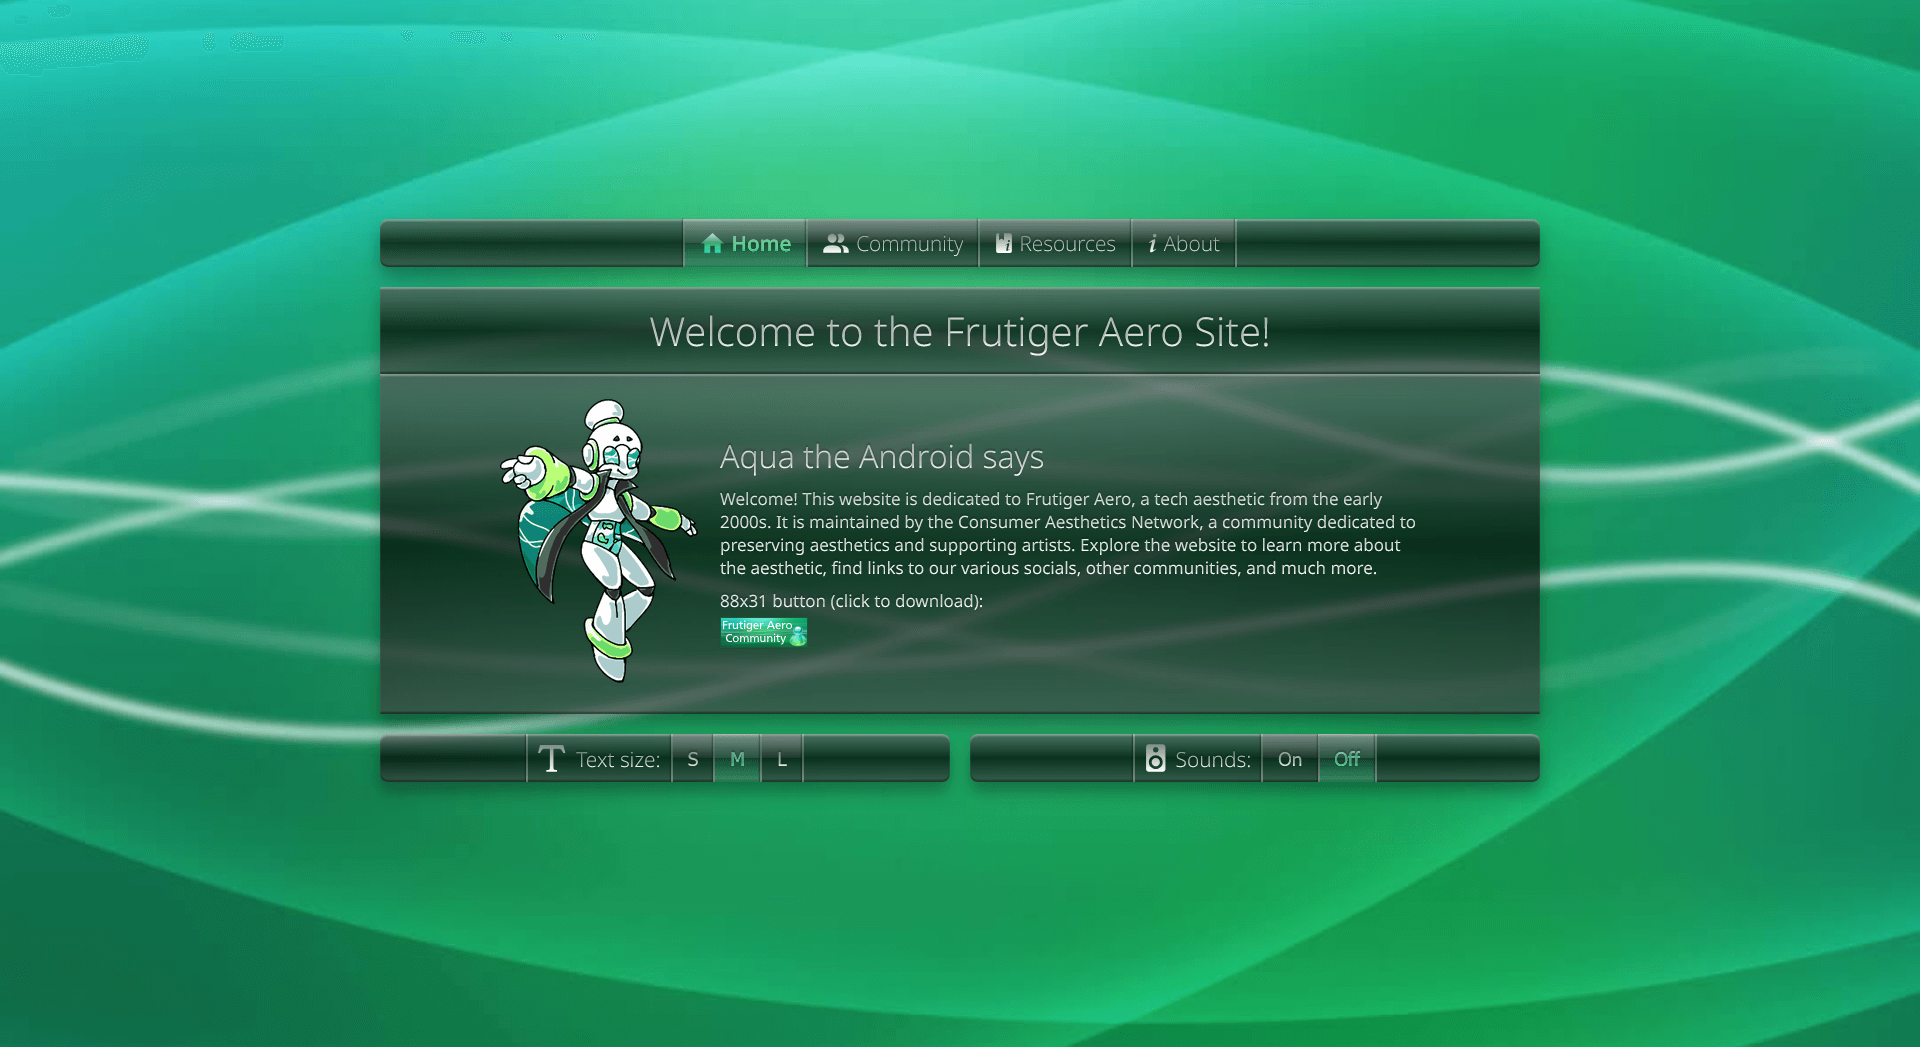 Home Community Resources About
Welcome to the Frutiger Aero Site!
Aqua the Android says
Welcome! This website is dedicated to Frutiger Aero, a tech aesthetic from the early
2000s. It is maintained by the Consumer Aesthetics Network, a community dedicated to
preserving aesthetics and supporting artists. Explore the website to learn more about
the aesthetic, find links to our various socials, other communities, and much more.
88x31 button (click to download):
Frutiger Aero
Community
Text size: S M L
Sounds: On Off